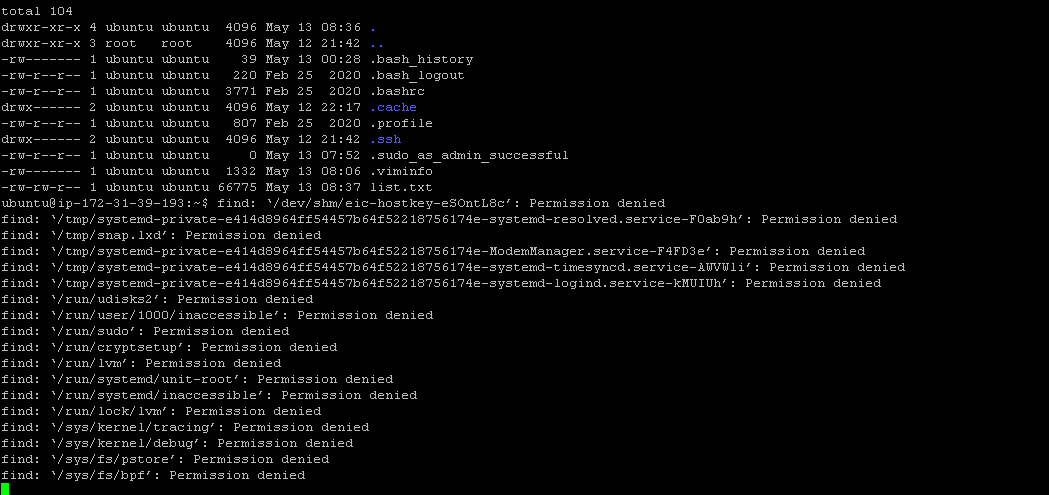 total 104
drwxr-xr-x 4 ubuntu ubuntu  4096 May 13 08:36 .
drwxr-xr-x 3 root   root    4096 May 12 21:42 ..
-rw------- 1 ubuntu ubuntu    39 May 13 00:28 .bash_history
-rw-r--r-- 1 ubuntu ubuntu   220 Feb 25  2020 .bash_logout
-rw-r--r-- 1 ubuntu ubuntu  3771 Feb 25  2020 .bashrc
drwx------ 2 ubuntu ubuntu  4096 May 12 22:17 .cache
-rw-r--r-- 1 ubuntu ubuntu   807 Feb 25  2020 .profile
drwx------ 2 ubuntu ubuntu  4096 May 12 21:42 .ssh
-rw-r--r-- 1 ubuntu ubuntu     0 May 13 07:52 .sudo_as_admin_successful
-rw------- 1 ubuntu ubuntu  1332 May 13 08:06 .viminfo
-rw-rw-r-- 1 ubuntu ubuntu 66775 May 13 08:37 list.txt
ubuntu@ip-172-31-39-193:~$ find: ‘/dev/shm/eic-hostkey-eSOntL8c’: Permission denied
find: ‘/tmp/systemd-private-e414d8964ff54457b64f52218756174e-systemd-resolved.service-FOab9h’: Permission denied
find: ‘/tmp/snap.lxd’: Permission denied
find: ‘/tmp/systemd-private-e414d8964ff54457b64f52218756174e-ModemManager.service-F4FD3e’: Permission denied
find: ‘/tmp/systemd-private-e414d8964ff54457b64f52218756174e-systemd-timesyncd.service-AWVWli’: Permission denied
find: ‘/tmp/systemd-private-e414d8964ff54457b64f52218756174e-systemd-logind.service-kMUIUh’: Permission denied
find: ‘/run/udisks2’: Permission denied
find: ‘/run/user/1000/inaccessible’: Permission denied
find: ‘/run/sudo’: Permission denied
find: ‘/run/cryptsetup’: Permission denied
find: ‘/run/lvm’: Permission denied
find: ‘/run/systemd/unit-root’: Permission denied
find: ‘/run/systemd/inaccessible’: Permission denied
find: ‘/run/lock/lvm’: Permission denied
find: ‘/sys/kernel/tracing’: Permission denied
find: ‘/sys/kernel/debug’: Permission denied
find: ‘/sys/fs/pstore’: Permission denied
find: ‘/sys/fs/bpf’: Permission denied